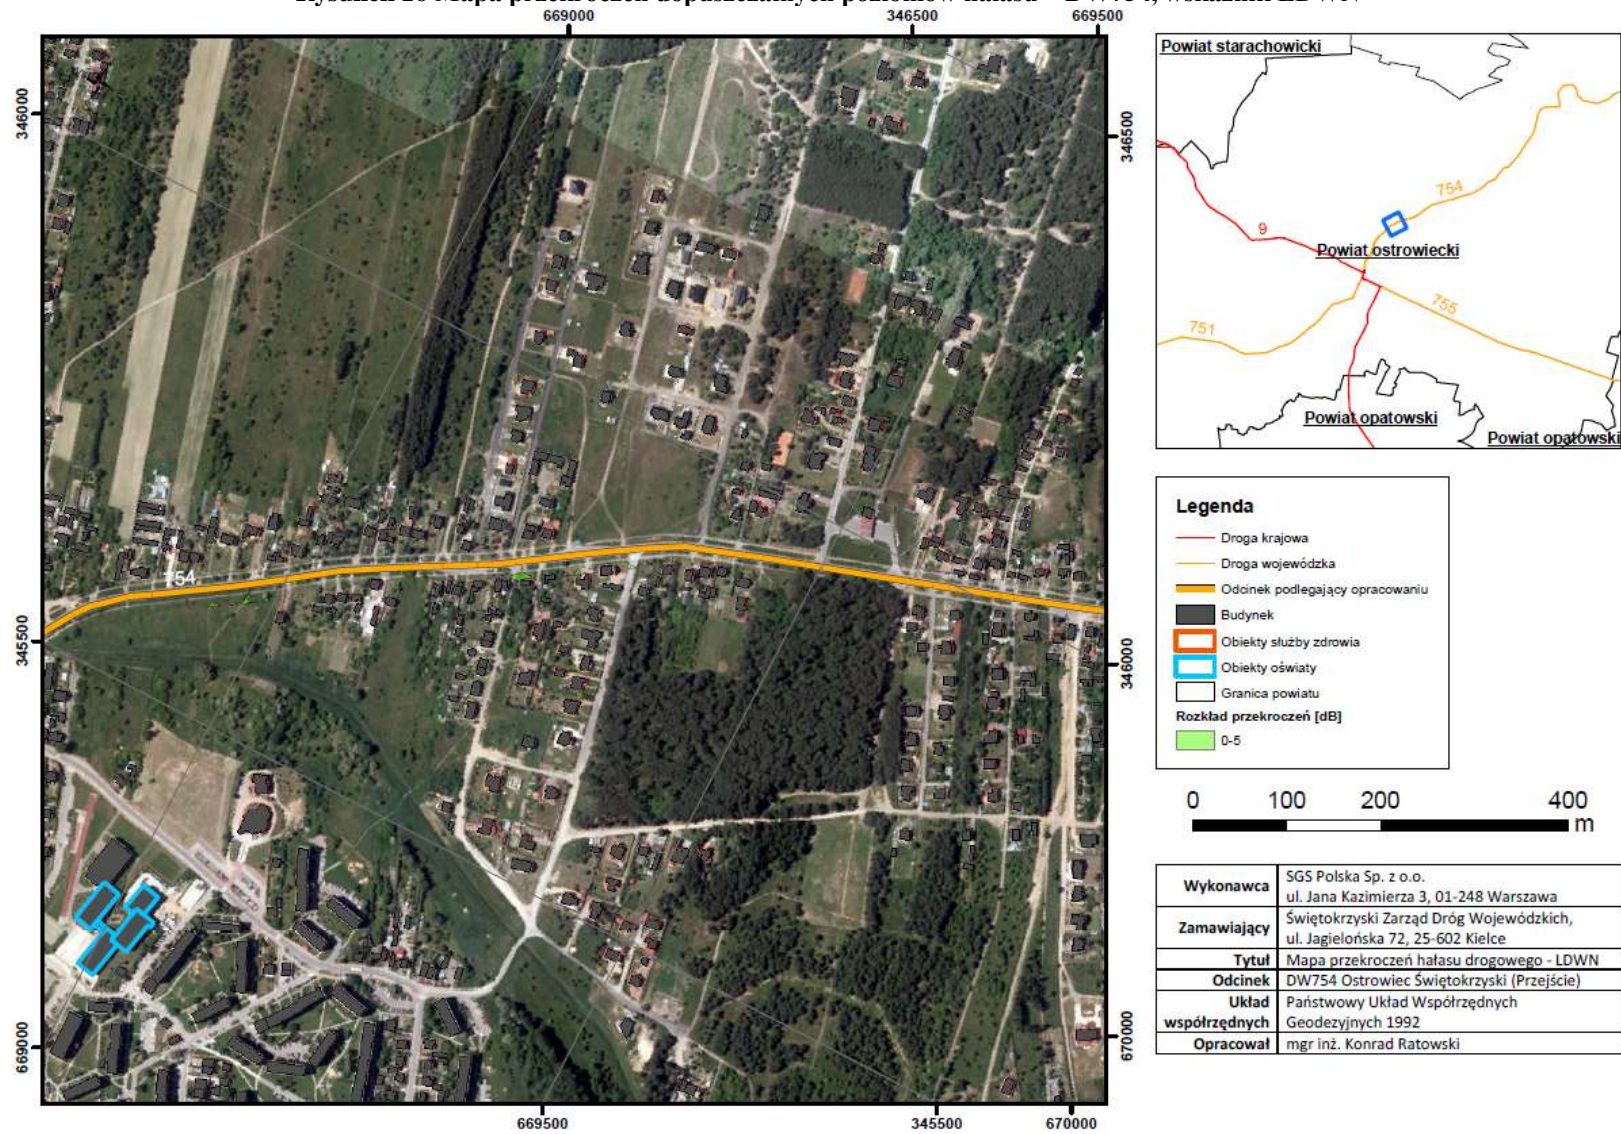 669000
346500
669500
346000
346500
345500
346000
669000
670000
669500
345500
670000
754
Powiat starachowicki
754
9
Powiat ostrowiecki
755
751
Powiat opatowski
Powiat opatowski
Legenda
Droga krajowa
Droga wojewódzka
Odcinek podlegający opracowaniu
Budynek
Obiekty służby zdrowia
Obiekty oświaty
Granica powiatu
Rozkład przekroczeń [dB]
0-5
0 100 200 400
m
Wykonawca SGS Polska Sp. z o.o.
ul. Jana Kazimierza 3, 01-248 Warszawa
Zamawiający Świętokrzyski Zarząd Dróg Wojewódzkich,
ul. Jagielońska 72, 25-602 Kielce
Tytuł Mapa przekroczeń hałasu drogowego - LDWN
Odcinek DW754 Ostrowiec Świętokrzyski (Przejście)
Układ Państwowy Układ Współrzędnych
współrzędnych Geodezyjnych 1992
Opracował mgr inż. Konrad Ratowski